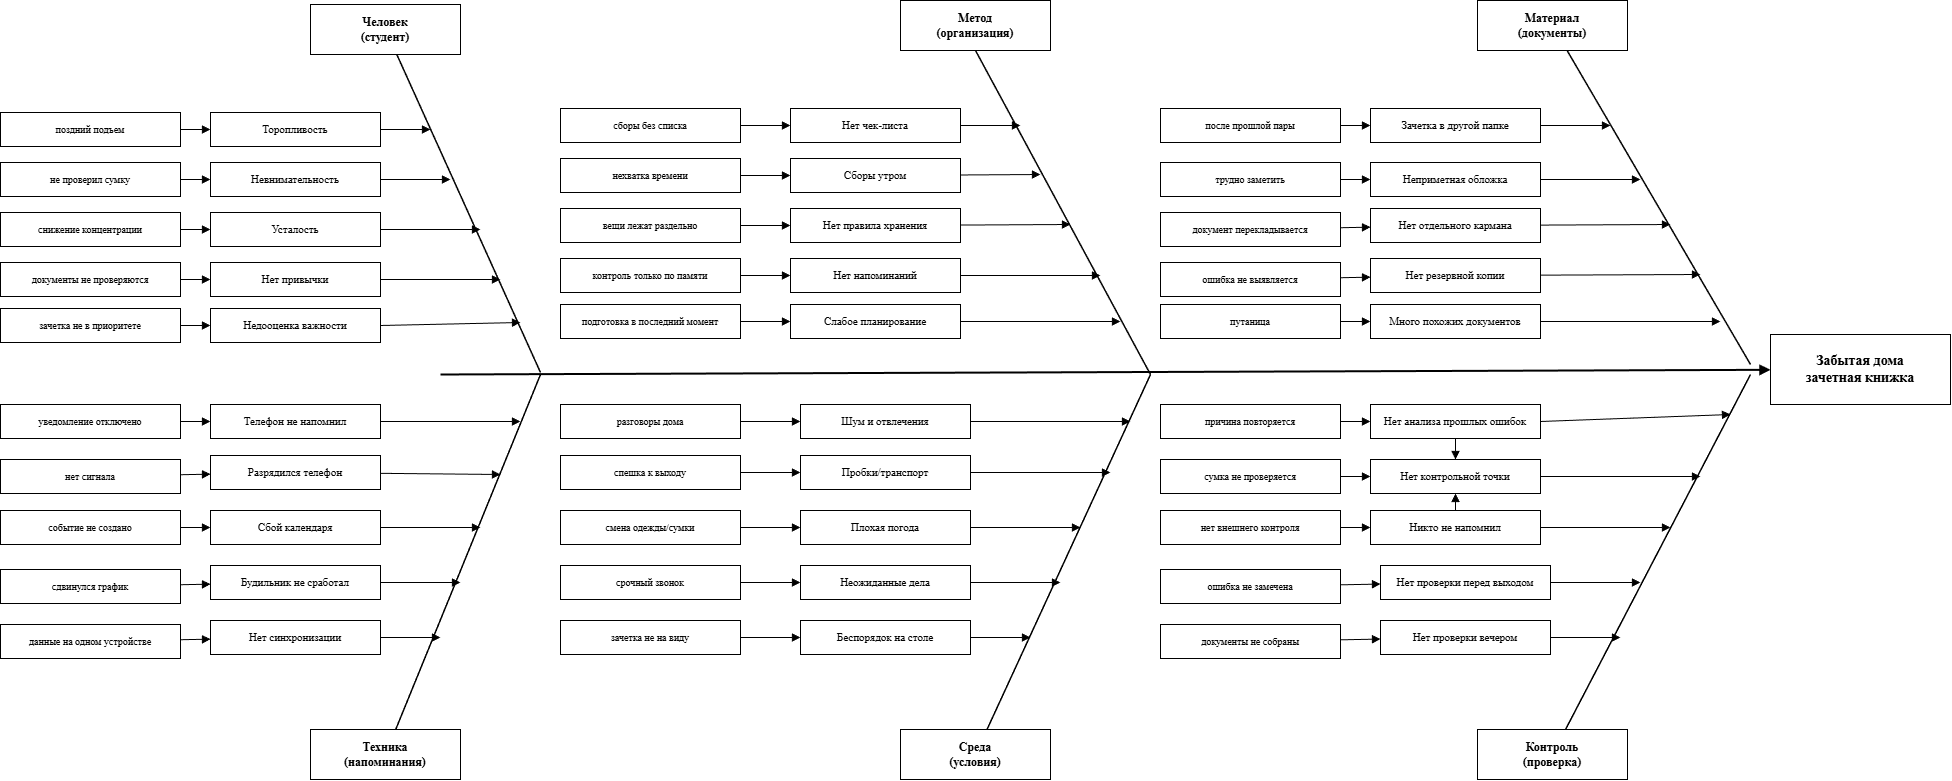 Человек
(студент)
Метод
(организация)
Материал
(документы)
поздний подъем
Торопливость
не проверил сумку
Невнимательность
снижение концентрации
Усталость
документы не проверяются
Нет привычки
зачетка не в приоритете
Недооценка важности
сборы без списка
Нет чек-листа
нехватка времени
Сборы утром
вещи лежат раздельно
Нет правила хранения
контроль только по памяти
Нет напоминаний
подготовка в последний момент
Слабое планирование
после прошлой пары
Зачетка в другой папке
трудно заметить
Неприметная обложка
документ перекладывается
Нет отдельного кармана
ошибка не выявляется
Нет резервной копии
путаница
Много похожих документов
Забытая дома
зачетная книжка
уведомление отключено
Телефон не напомнил
нет сигнала
Разрядился телефон
событие не создано
Сбой календаря
сдвинулся график
Будильник не сработал
данные на одном устройстве
Нет синхронизации
разговоры дома
Шум и отвлечения
спешка к выходу
Пробки/транспорт
смена одежды/сумки
Плохая погода
срочный звонок
Неожиданные дела
зачетка не на виду
Беспорядок на столе
причина повторяется
Нет анализа прошлых ошибок
сумка не проверяется
Нет контрольной точки
нет внешнего контроля
Никто не напомнил
ошибка не замечена
Нет проверки перед выходом
документы не собраны
Нет проверки вечером
Техника
(напоминания)
Среда
(условия)
Контроль
(проверка)